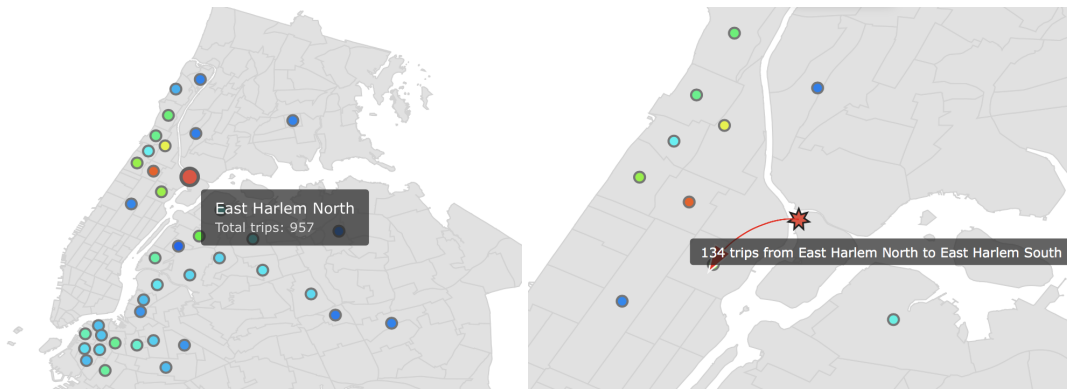 East Harlem North
Total trips: 957
134 trips from East Harlem North to East Harlem South